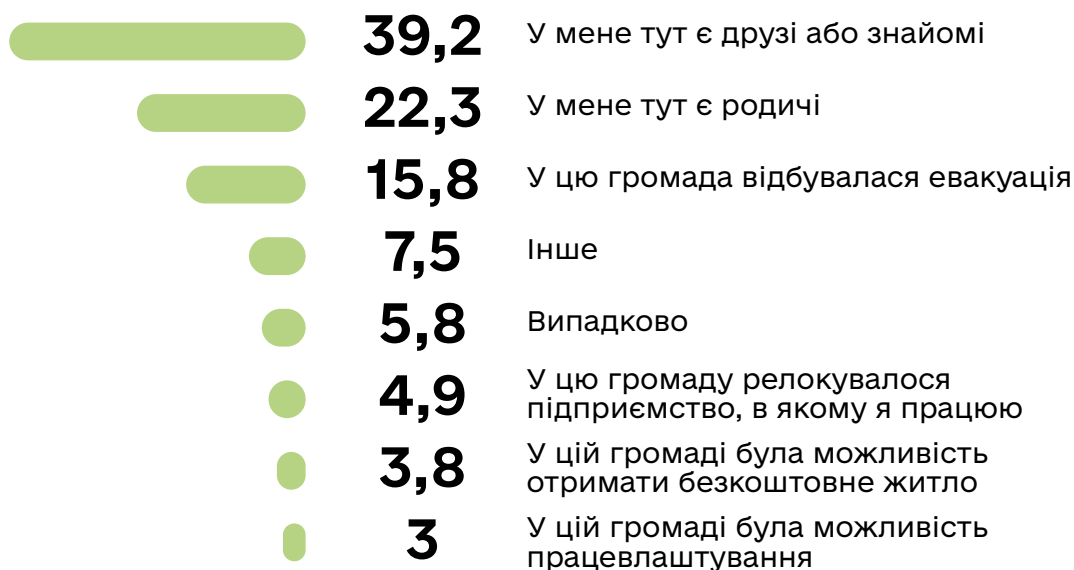 39,2 У мене тут є друзі або знайомі
22,3 У мене тут є родичі
15,8 У цю громада відбувалася евакуація
7,5 Інше
5,8 Випадково
4,9 У цю громаду релокувалося
підприємство, в якому я працюю
3,8 У цій громаді була можливість
отримати безкоштовне житло
3 У цій громаді була можливість
працевлаштування